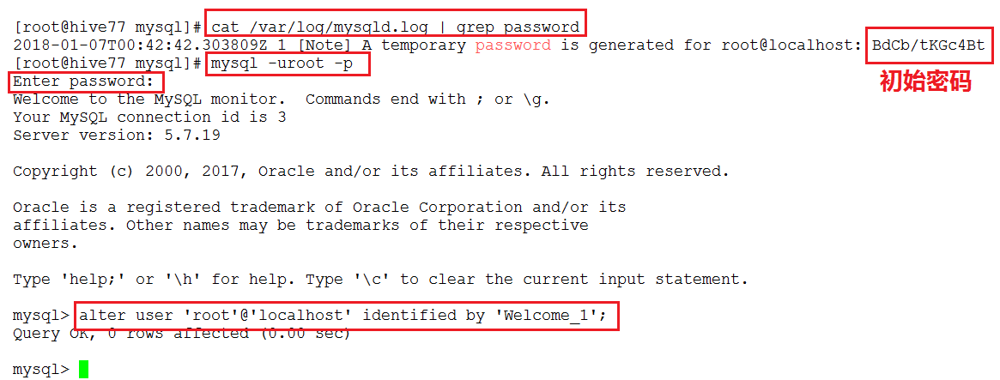 [root@hive77 mysql]# cat /var/log/mysqld.log | grep password
2018-01-07T00:42:42.303809Z 1 [Note] A temporary password is generated for root@localhost: BdCb/tKGc4Bt
[root@hive77 mysql]# mysql -uroot -p
初始密码
Enter password:
Welcome to the MySQL monitor.  Commands end with ; or \g.
Your MySQL connection id is 3
Server version: 5.7.19
Copyright (c) 2000, 2017, Oracle and/or its affiliates. All rights reserved.
Oracle is a registered trademark of Oracle Corporation and/or its
affiliates. Other names may be trademarks of their respective
owners.
Type 'help;' or '\h' for help. Type '\c' to clear the current input statement.
mysql> alter user 'root'@'localhost' identified by 'Welcome_1';
Query OK, 0 rows affected (0.00 sec)
mysql>